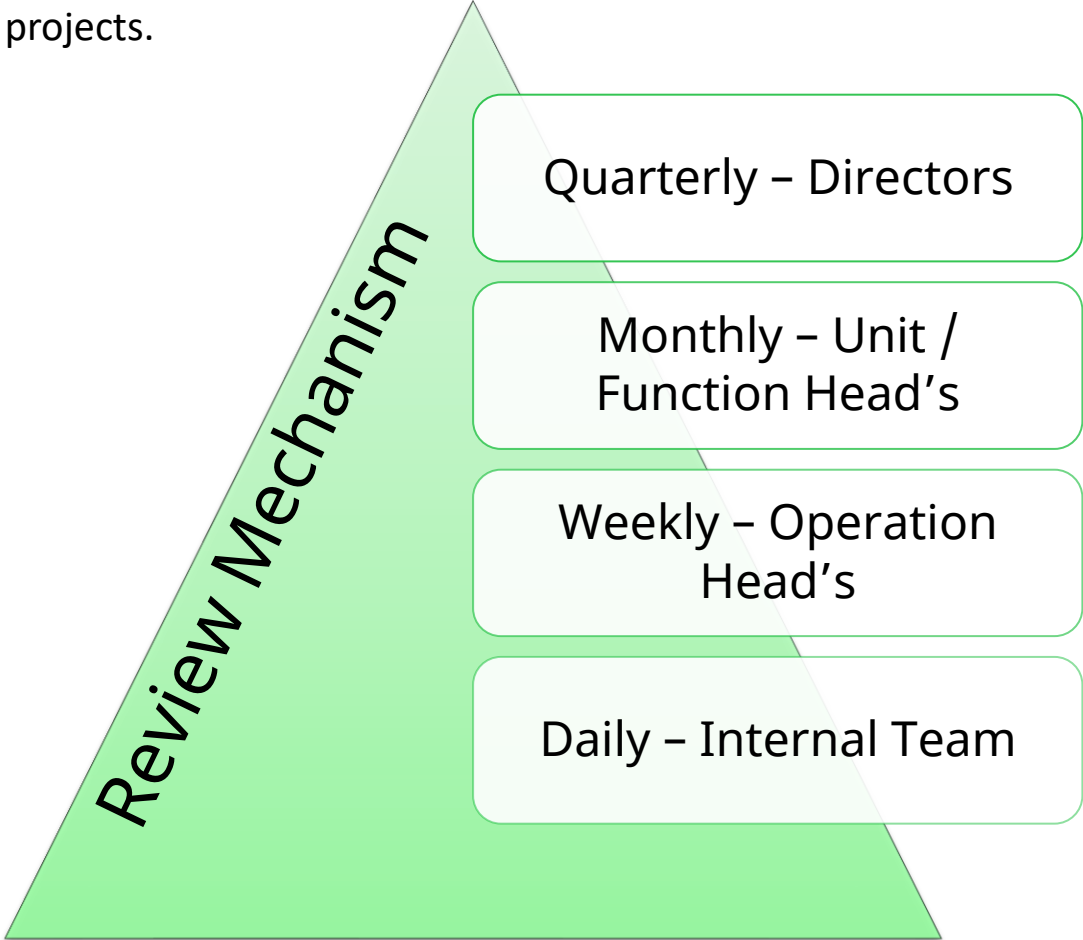 projects.
Review Mechanism
Quarterly – Directors
Monthly – Unit /
Function Head’s
Weekly – Operation
Head’s
Daily – Internal Team